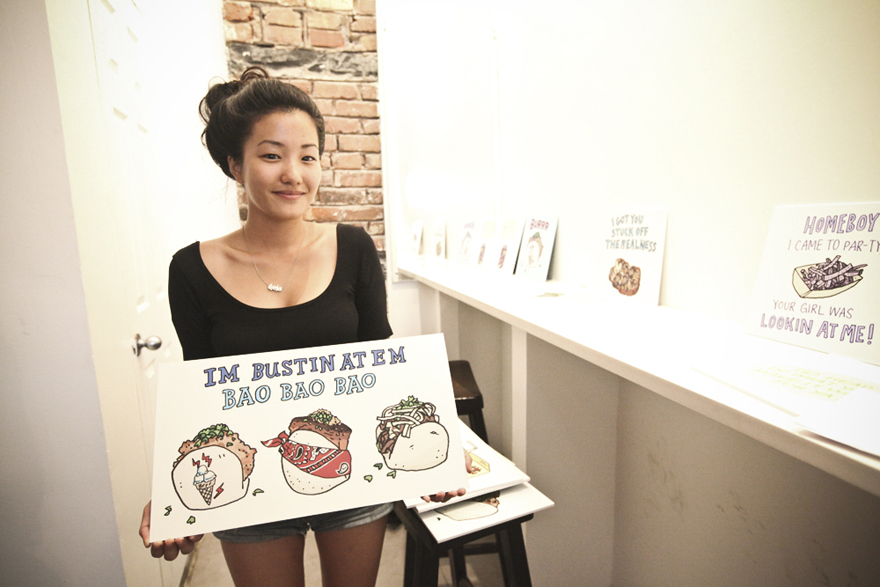 IM BUSTIN AT EM
BAO BAO BAO
I GOT YOU
STUCK OFF
THE REALNESS
HOMEBOY
I CAME TO PAR-TY
YOUR GIRL WAS
LOOKIN AT ME!